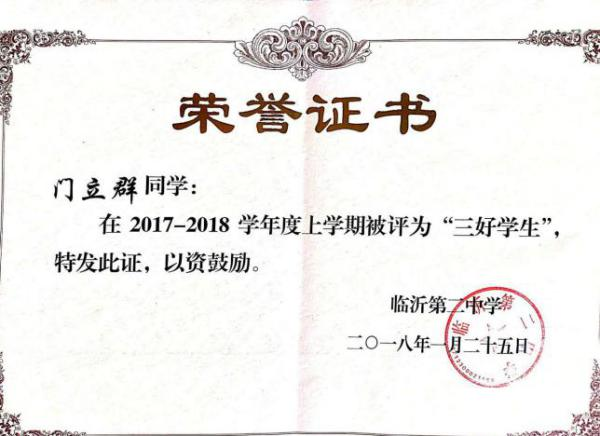 荣誉证书
门立群同学：
在 2017-2018 学年度上学期被评为“三好学生”，
特发此证，以资鼓励。
临沂第二中学
二〇一八年一月二十五日